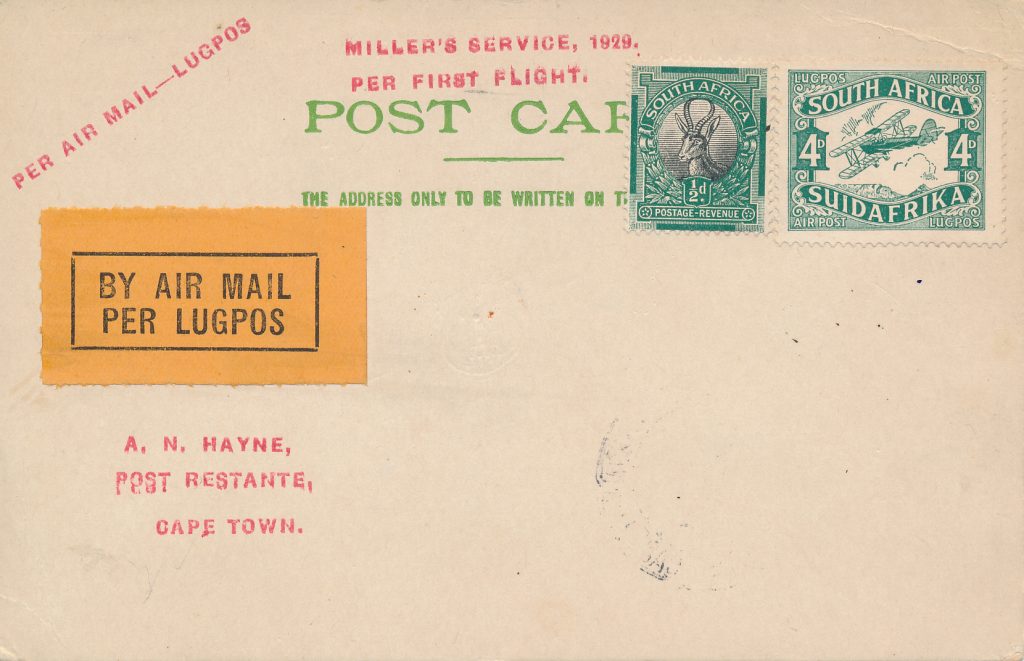 PER AIR MAIL—LUGPOS
MILLER'S SERVICE, 1929.
PER FIRST FLIGHT.
POST CAR
THE ADDRESS ONLY TO BE WRITTEN ON T
SOUTH AFRICA
½d
POSTAGE-REVENUE
LUGPOS AIR POST
SOUTH AFRICA
4D 4D
SUIDAFRIKA
AIR POST LUGPOS
BY AIR MAIL
PER LUGPOS
A. N. HAYNE,
POST RESTANTE,
CAPE TOWN.